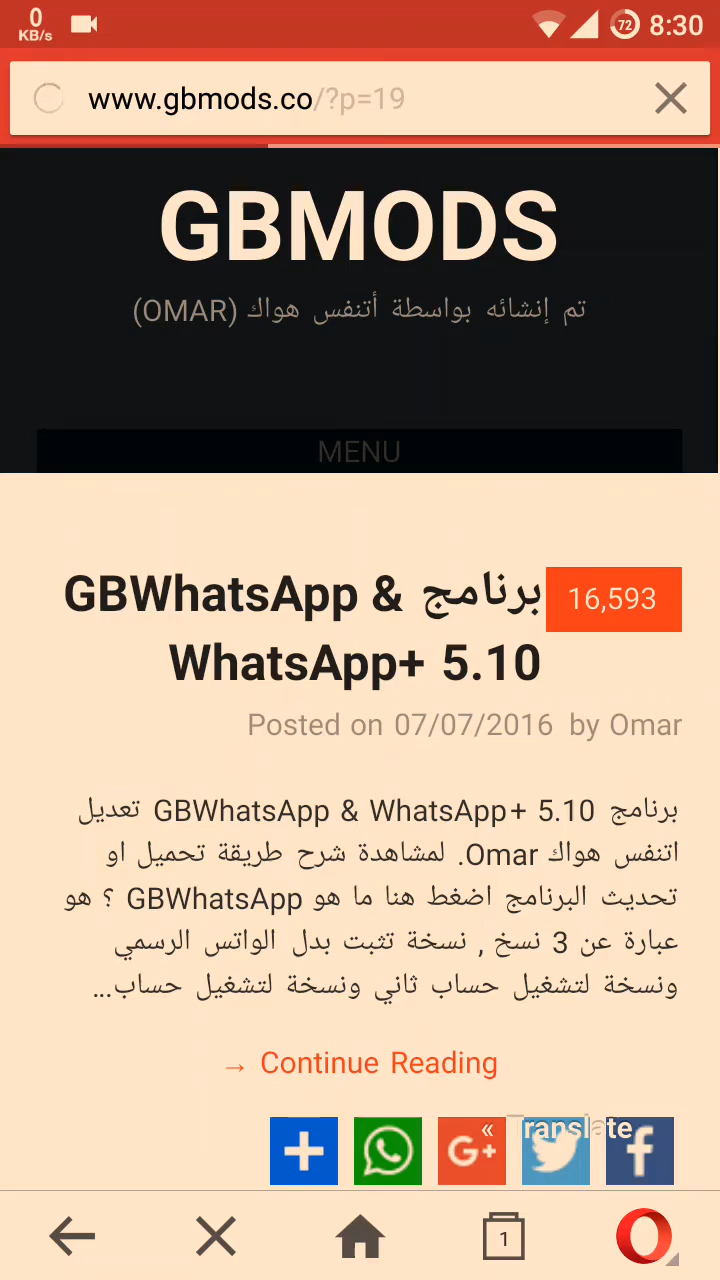 0
KB/s
72
8:30
www.gbmods.co/?p=19
GBMODS
تم إنشائه بواسطة أتنفس هواك (OMAR)
MENU
برنامج GBWhatsApp &
WhatsApp+ 5.10
16,593
Posted on 07/07/2016 by Omar
برنامج GBWhatsApp & WhatsApp+ 5.10 تعديل
اتنفس هواك Omar. لمشاهدة شرح طريقة تحميل او
تحديث البرنامج اضغط هنا ما هو GBWhatsApp ؟ هو
عبارة عن 3 نسخ , نسخة تثبت بدل الواتس الرسمي
ونسخة لتشغيل حساب ثاني ونسخة لتشغيل حساب...
→ Continue Reading
G+
f
« Translate
1